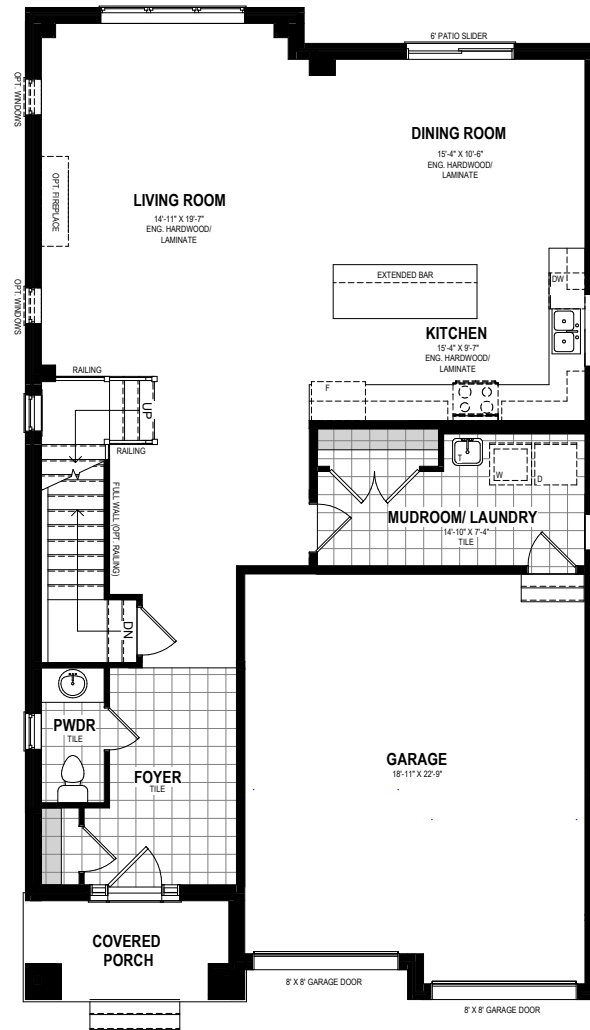 6' PATIO SLIDER
OPT. WINDOWS
DINING ROOM
15'-4" X 10'-6"
ENG. HARDWOOD/
LAMINATE
OPT. FIREPLACE
LIVING ROOM
14'-11" X 19'-7"
ENG. HARDWOOD/
LAMINATE
EXTENDED BAR
DW
OPT. WINDOWS
KITCHEN
15'-4" X 9'-7"
ENG. HARDWOOD/
LAMINATE
RAILING
F
UP
RAILING
T
W
D
FULL WALL (OPT. RAILING)
MUDROOM/ LAUNDRY
14'-10" X 7'-4"
TILE
DN
PWDR
TILE
FOYER
TILE
GARAGE
18'-11" X 22'-9"
COVERED
PORCH
8' X 8' GARAGE DOOR
8' X 8' GARAGE DOOR